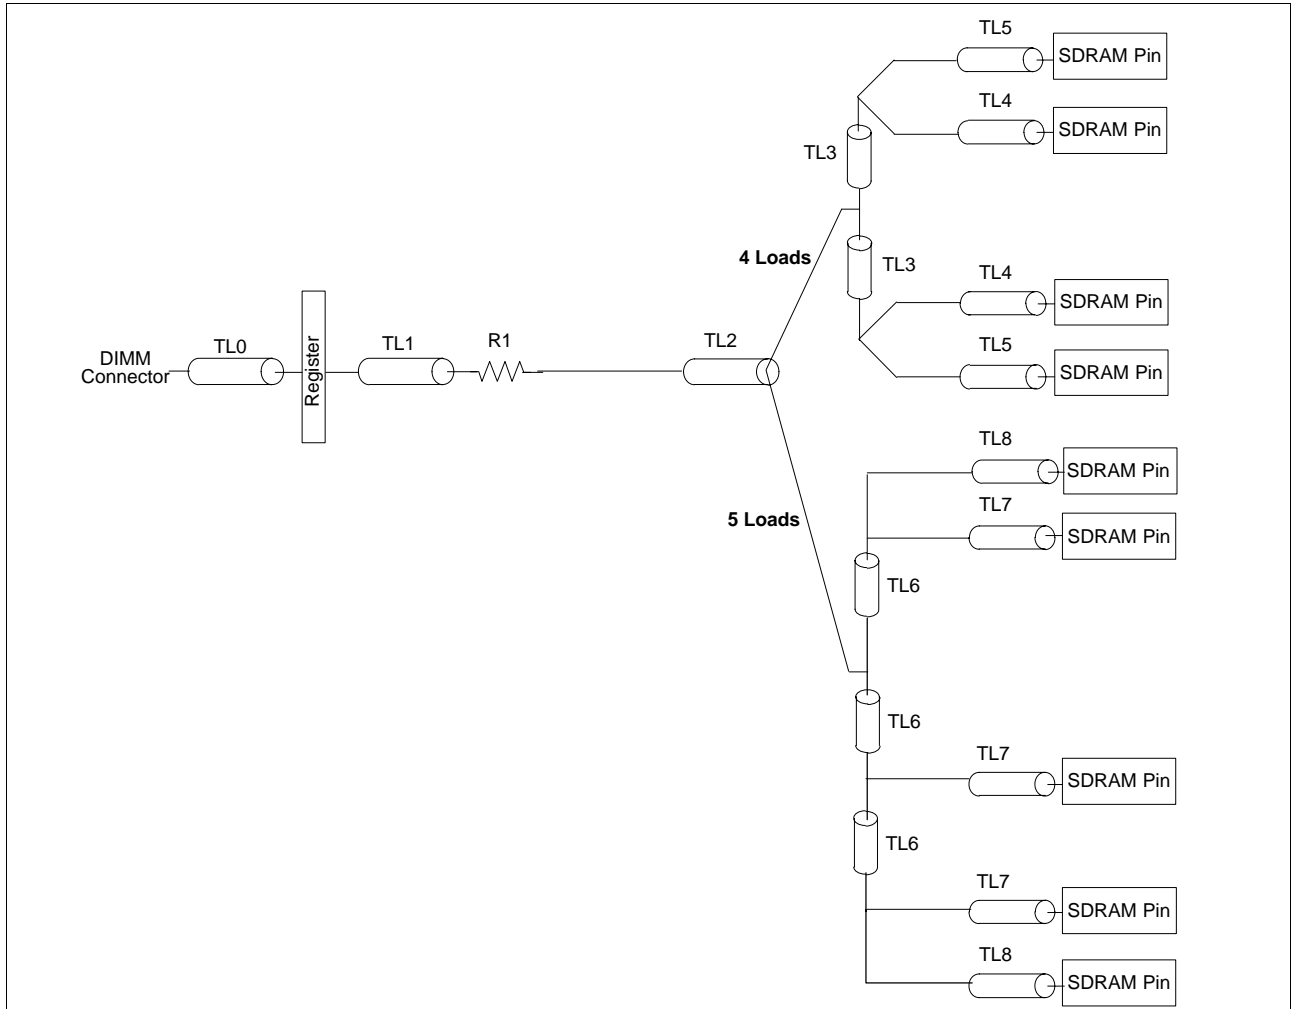 TL5
SDRAM Pin
TL4
SDRAM Pin
TL3
4 Loads
TL3
TL4
SDRAM Pin
TL5
SDRAM Pin
DIMM
Connector
TL0
Register
TL1
R1
TL2
5 Loads
TL8
SDRAM Pin
TL7
SDRAM Pin
TL6
TL6
TL7
SDRAM Pin
TL6
TL7
SDRAM Pin
TL8
SDRAM Pin